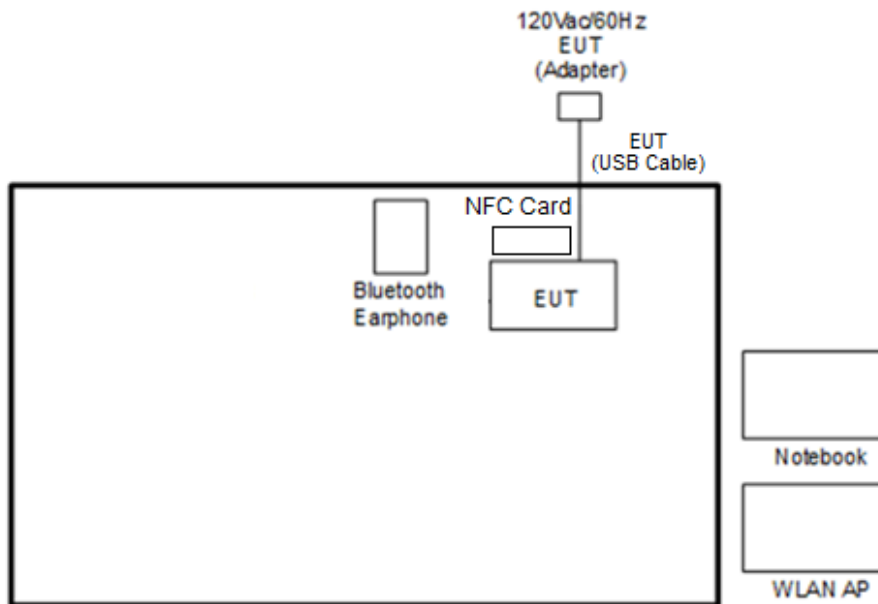 120Vac/60Hz
EUT
(Adapter)
EUT
(USB Cable)
NFC Card
Bluetooth
Earphone
EUT
Notebook
WLAN AP